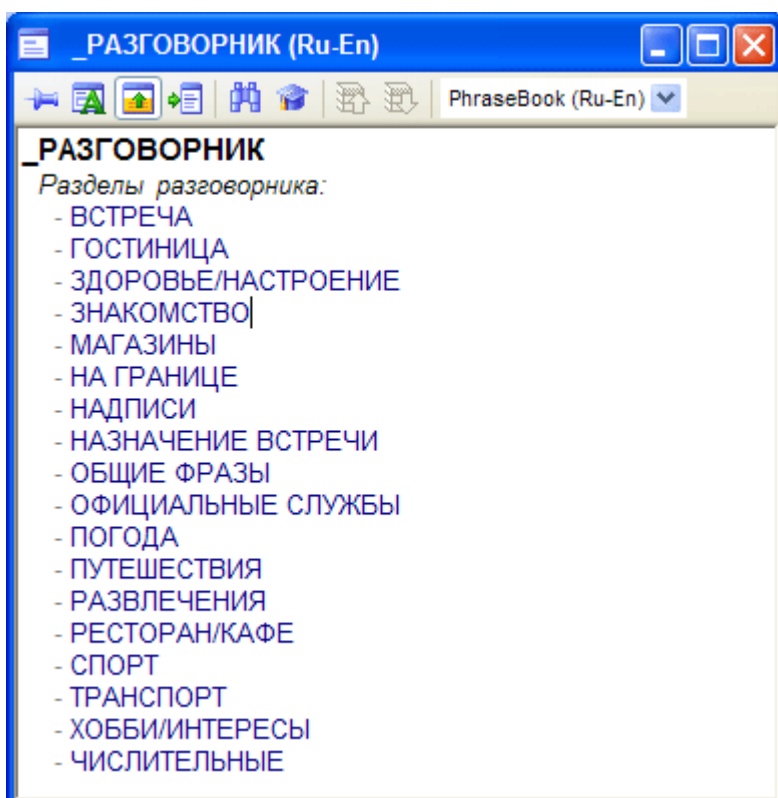 _РАЗГОВОРНИК (Ru-En)
PhraseBook (Ru-En)
_РАЗГОВОРНИК
Разделы разговорника:
- ВСТРЕЧА
- ГОСТИНИЦА
- ЗДОРОВЬЕ/НАСТРОЕНИЕ
- ЗНАКОМСТВО
- МАГАЗИНЫ
- НА ГРАНИЦЕ
- НАДПИСИ
- НАЗНАЧЕНИЕ ВСТРЕЧИ
- ОБЩИЕ ФРАЗЫ
- ОФИЦИАЛЬНЫЕ СЛУЖБЫ
- ПОГОДА
- ПУТЕШЕСТВИЯ
- РАЗВЛЕЧЕНИЯ
- РЕСТОРАН/КАФЕ
- СПОРТ
- ТРАНСПОРТ
- ХОББИ/ИНТЕРЕСЫ
- ЧИСЛИТЕЛЬНЫЕ